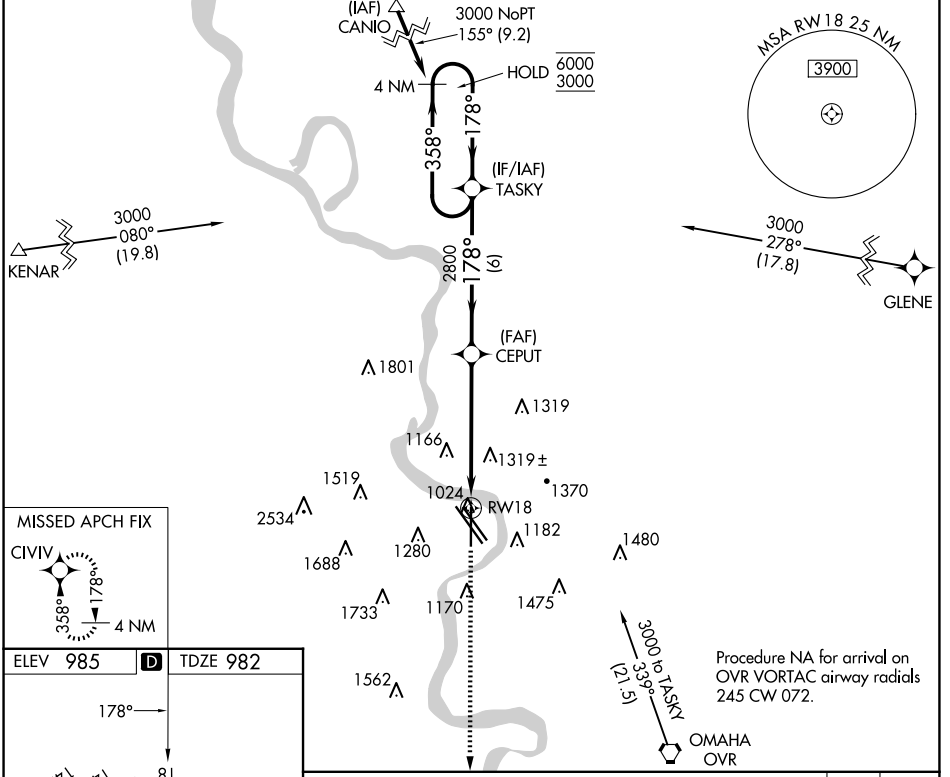 (IAF)
CANIO
3000 NoPT
155° (9.2)
HOLD
6000
3000
4 NM
358°
178°
(IF/IAF)
TASKY
MSA RW18 25 NM
3900
3000
080°
(19.8)
KENAR
2800
178°
(6)
3000
278°
(17.8)
GLENE
(FAF)
CEPUT
1801
1319
1166
1319 ±
1370
1519
1024
RW18
2534
1182
1280
1480
1688
1733
1170
1475
1562
MISSED APCH FIX
CIVIV
358°
178°
4 NM
ELEV 985
D
TDZE 982
178°
3000 to TASKY
339°
(21.5)
Procedure NA for arrival on
OVR VORTAC airway radials
245 CW 072.
OMAHA
OVR